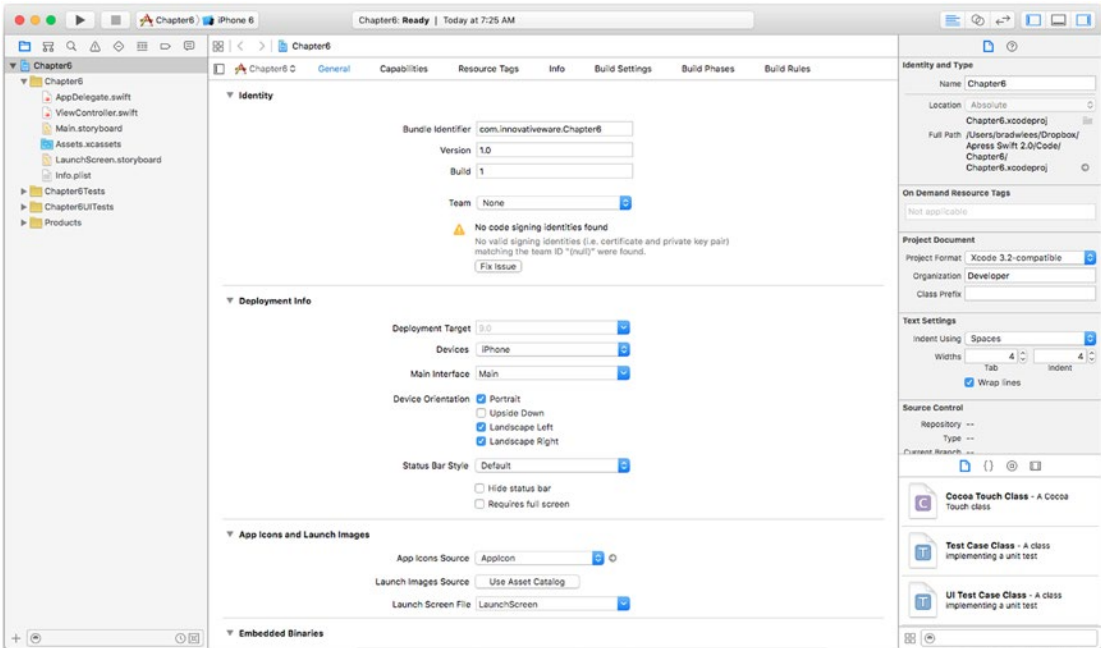 Chapter6 iPhone 6 Chapter6: Ready | Today at 7:25 AM
Chapter6
Chapter6
Chapter6
AppDelegate.swift
ViewController.swift
Main.storyboard
Assets.xcassets
LaunchScreen.storyboard
Info.plist
Chapter6Tests
Chapter6UITests
Products
Chapter6 General Capabilities Resource Tags Info Build Settings Build Phases Build Rules
Identity
Bundle Identifier com.innovativeware.Chapter6
Version 1.0
Build 1
Team None
No code signing identities found
No valid signing identities (i.e. certificate and private key pair)
matching the team ID "(null)" were found.
Fix Issue
Deployment Info
Deployment Target 9.0
Devices iPhone
Main Interface Main
Device Orientation Portrait
Upside Down
Landscape Left
Landscape Right
Status Bar Style Default
Hide status bar
Requires full screen
App Icons and Launch Images
App Icons Source AppIcon
Launch Images Source Use Asset Catalog
Launch Screen File LaunchScreen
Embedded Binaries
Identity and Type
Name Chapter6
Location Absolute
Chapter6.xcodeproj
Full Path /Users/bradwlees/Dropbox/
Apress Swift 2.0/Code/
Chapter6/
Chapter6.xcodeproj
On Demand Resource Tags
Not applicable
Project Document
Project Format Xcode 3.2-compatible
Organization Developer
Class Prefix
Text Settings
Indent Using Spaces
Widths 4 4
Tab Indent
Wrap lines
Source Control
Repository --
Type --
Current Branch --
{}
C Cocoa Touch Class - A Cocoa
Touch class
T Test Case Class - A class
implementing a unit test
T UI Test Case Class - A class
implementing a unit test